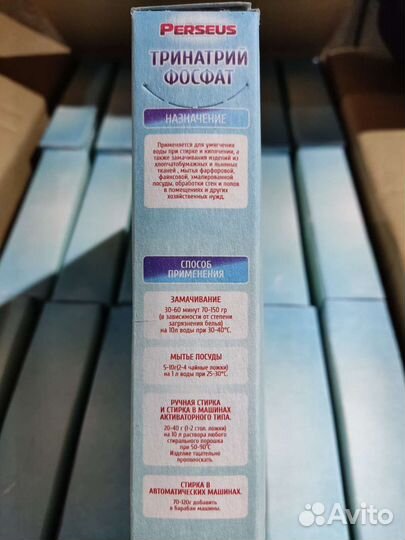 PERSEUS
ТРИНАТРИЙ
ФОСФАТ
НАЗНАЧЕНИЕ
Применяется для умягчения
воды при стирке и кипячении, а
также замачивания изделий из
хлопчатобумажных и льняных
тканей , мытья фарфоровой,
фаянсовой, эмалированной
посуды, обработки стен и полов
в помещениях и других
хозяйственных нужд.
СПОСОБ
ПРИМЕНЕНИЯ
ЗАМАЧИВАНИЕ
30-60 минут 70-150 гр
(в зависимости от степени
загрязнения белья)
на 10л воды при 30-40°С.
МЫТЬЕ ПОСУДЫ
5-10г(2-4 чайные ложки)
на 1 л воды при 25-30°С.
РУЧНАЯ СТИРКА
И СТИРКА В МАШИНАХ
АКТИВАТОРНОГО ТИПА.
20-40 г (1-2 стол. ложки)
на 10 л раствора любого
стирального порошка
при 50-90°С
Изделие тщательно
прополоскать.
СТИРКА В
АВТОМАТИЧЕСКИХ МАШИНАХ.
70-120г добавить
в барабан машины.
Avito